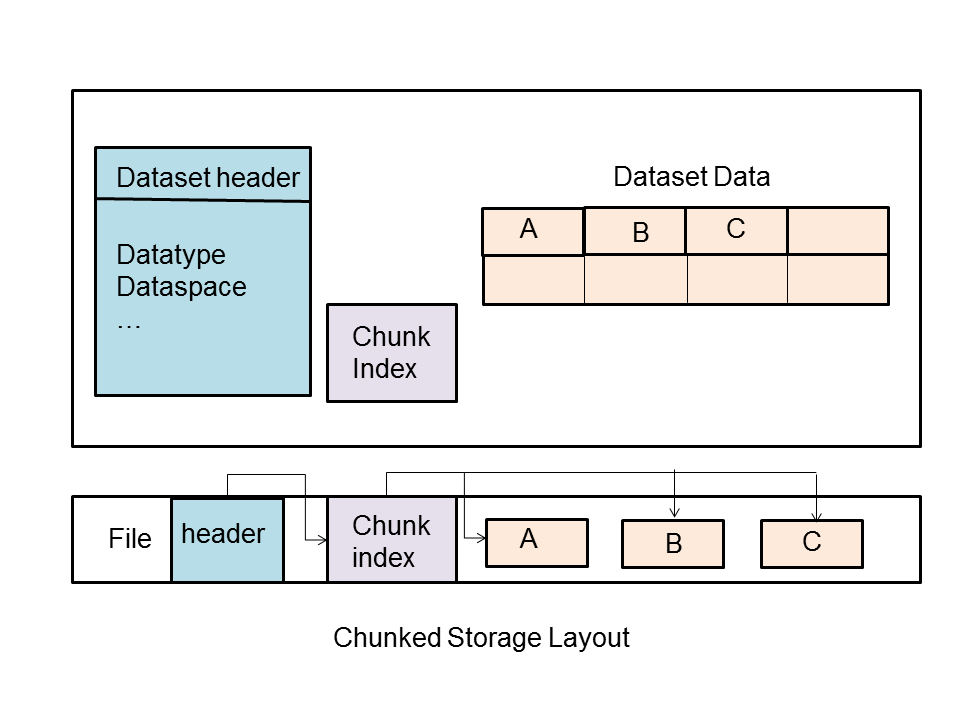 Dataset header
Datatype
Dataspace
…
Chunk
Index
Dataset Data
A
B
C
File
header
Chunk
index
A
B
C
Chunked Storage Layout